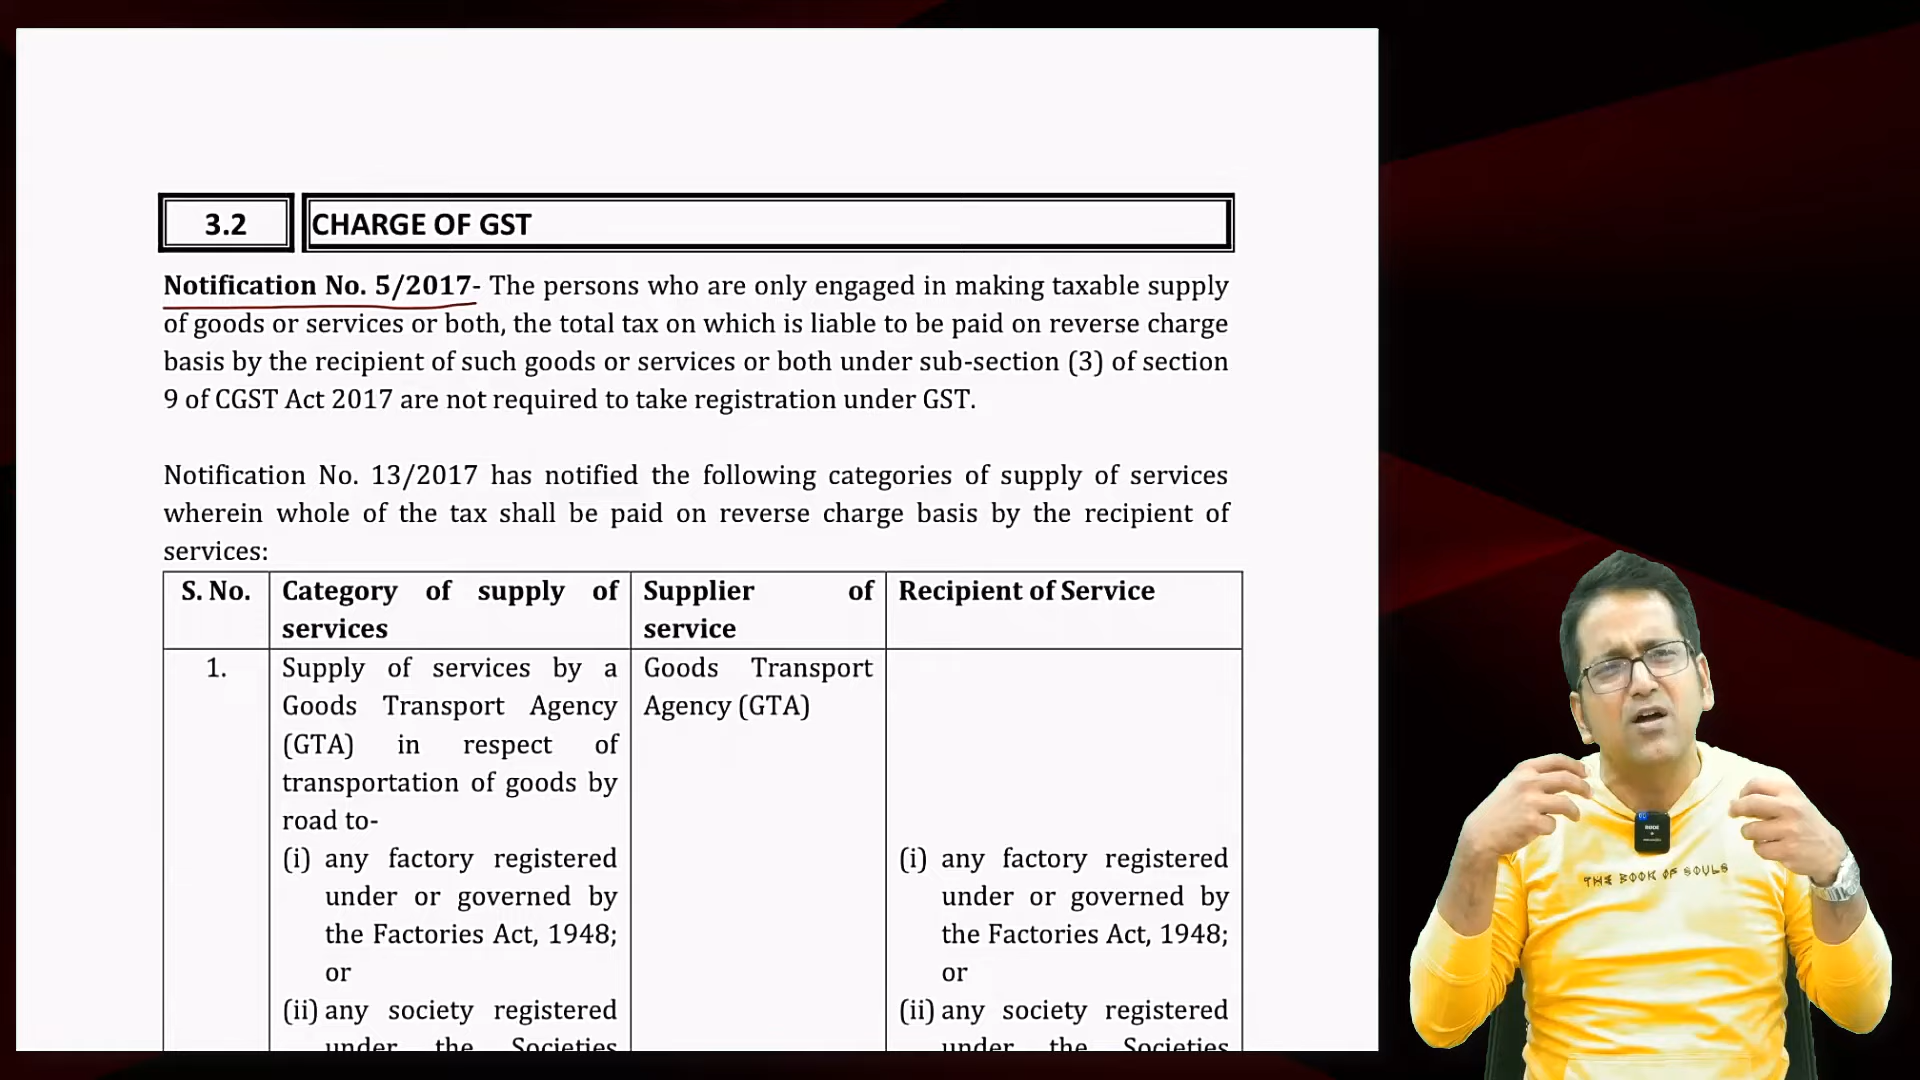 3.2
CHARGE OF GST
Notification No. 5/2017- The persons who are only engaged in making taxable supply
of goods or services or both, the total tax on which is liable to be paid on reverse charge
basis by the recipient of such goods or services or both under sub-section (3) of section
9 of CGST Act 2017 are not required to take registration under GST.
Notification No. 13/2017 has notified the following categories of supply of services
wherein whole of the tax shall be paid on reverse charge basis by the recipient of
services:
S. No.
Category of supply of
services
Supplier of
service
Recipient of Service
1.
Supply of services by a
Goods Transport Agency
(GTA) in respect of
transportation of goods by
road to-
(i) any factory registered
under or governed by
the Factories Act, 1948;
or
(ii) any society registered
under the Societies
Goods Transport
Agency (GTA)
(i) any factory registered
under or governed by
the Factories Act, 1948;
or
(ii) any society registered
under the Societies
RODE
THE BOOK OF SOULS